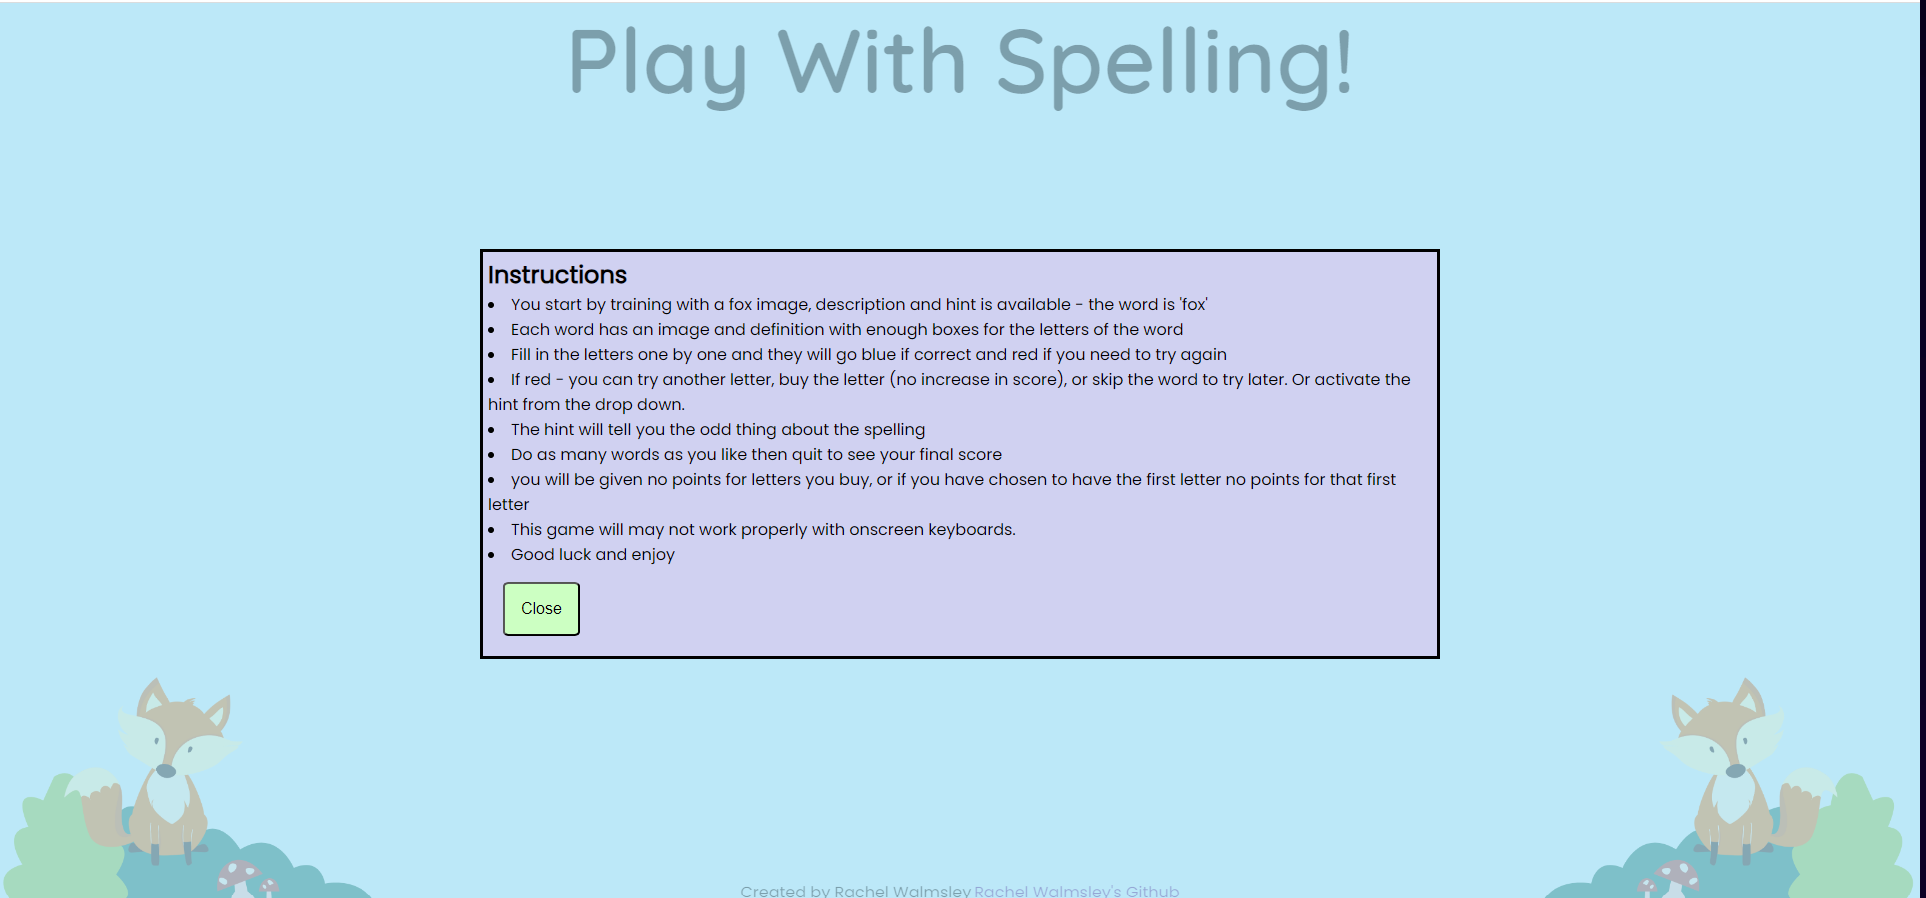 Play With Spelling!
Instructions
• You start by training with a fox image, description and hint is available - the word is 'fox'
• Each word has an image and definition with enough boxes for the letters of the word
• Fill in the letters one by one and they will go blue if correct and red if you need to try again
• If red - you can try another letter, buy the letter (no increase in score), or skip the word to try later. Or activate the
hint from the drop down.
• The hint will tell you the odd thing about the spelling
• Do as many words as you like then quit to see your final score
• you will be given no points for letters you buy, or if you have chosen to have the first letter no points for that first
letter
• This game will may not work properly with onscreen keyboards.
• Good luck and enjoy
Close
Created by Rachel Walmsley Rachel Walmsley's Github